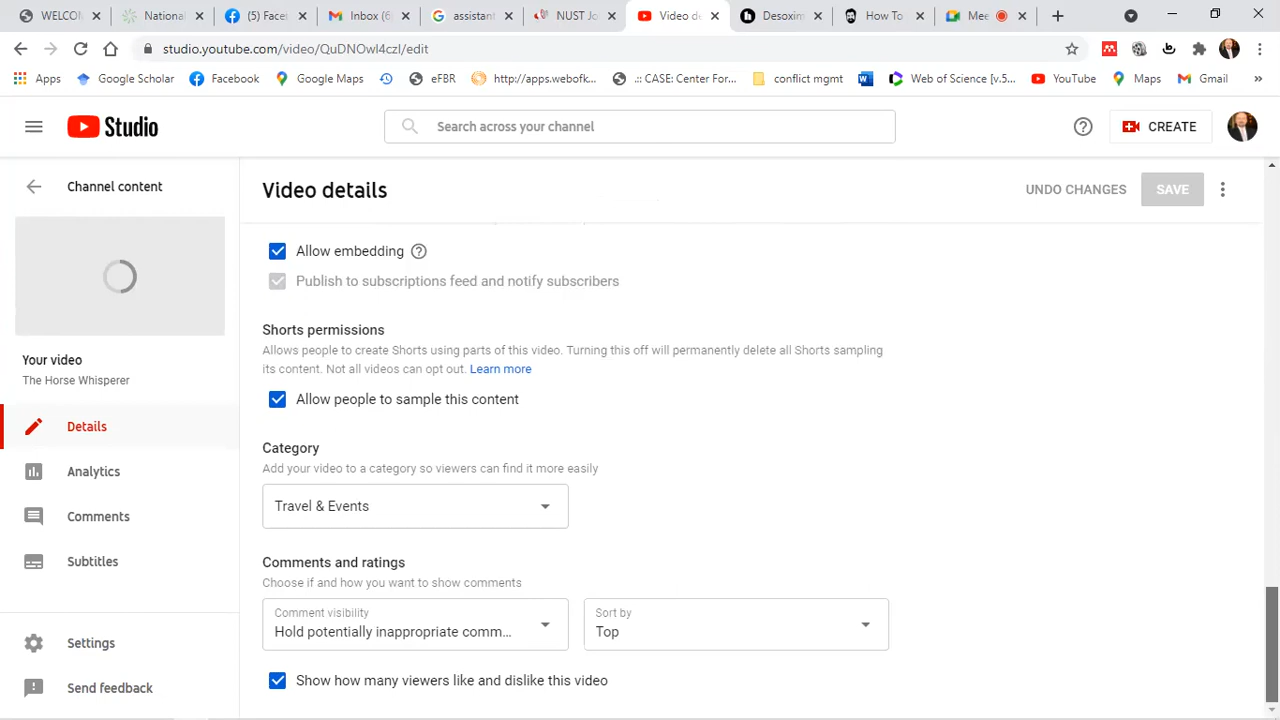 WELCON
National
(5) Face
Inbox (6)
assistant
NUST Jo
Video de
Desoxim
How To
Mee
studio.youtube.com/video/QuDNOwl4czI/edit
Apps
Google Scholar
Facebook
Google Maps
eFBR
http://apps.webofk...
.:: CASE: Center For...
conflict mgmt
Web of Science [v.5...
YouTube
Maps
Gmail
»
Studio
Search across your channel
CREATE
Channel content
Video details
UNDO CHANGES
SAVE
Allow embedding
Publish to subscriptions feed and notify subscribers
Shorts permissions
Allows people to create Shorts using parts of this video. Turning this off will permanently delete all Shorts sampling
its content. Not all videos can opt out. Learn more
Your video
The Horse Whisperer
Allow people to sample this content
Details
Category
Add your video to a category so viewers can find it more easily
Analytics
Travel & Events
Comments
Subtitles
Comments and ratings
Choose if and how you want to show comments
Comment visibility
Hold potentially inappropriate comm...
Sort by
Top
Settings
Show how many viewers like and dislike this video
Send feedback